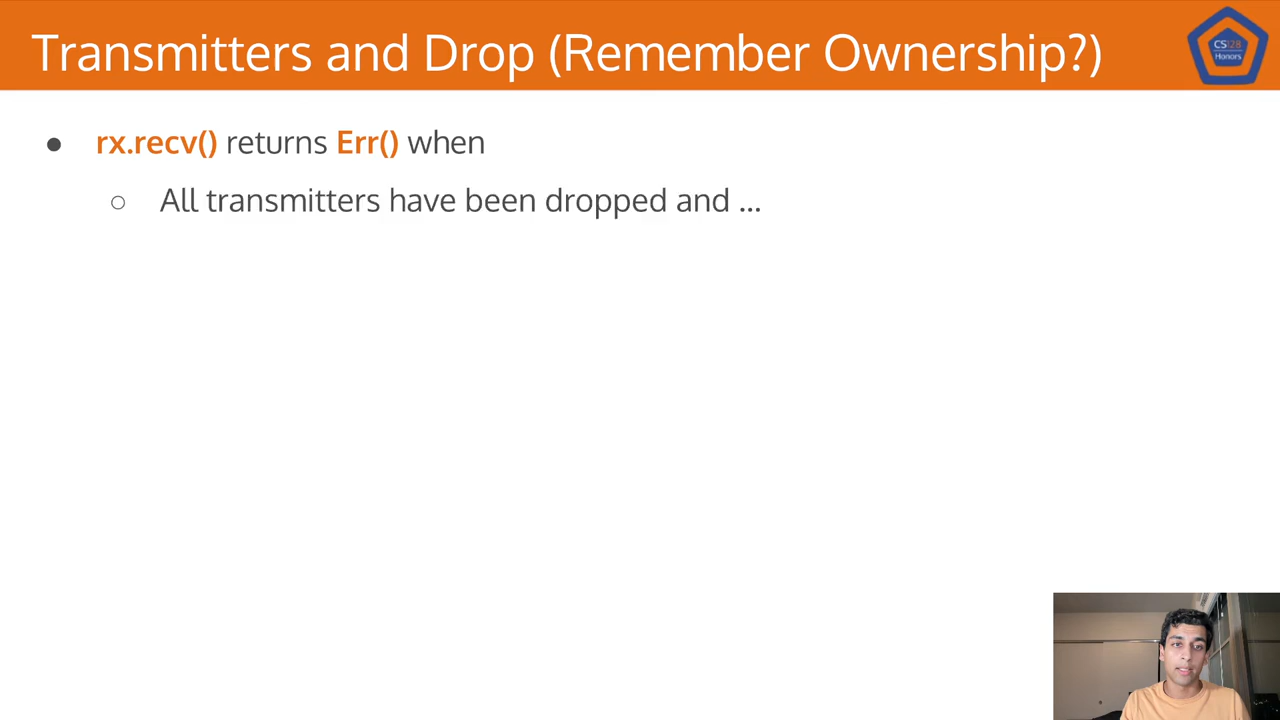 Transmitters and Drop (Remember Ownership?)
CS128
Honors
● rx.recv() returns Err() when
○ All transmitters have been dropped and ...